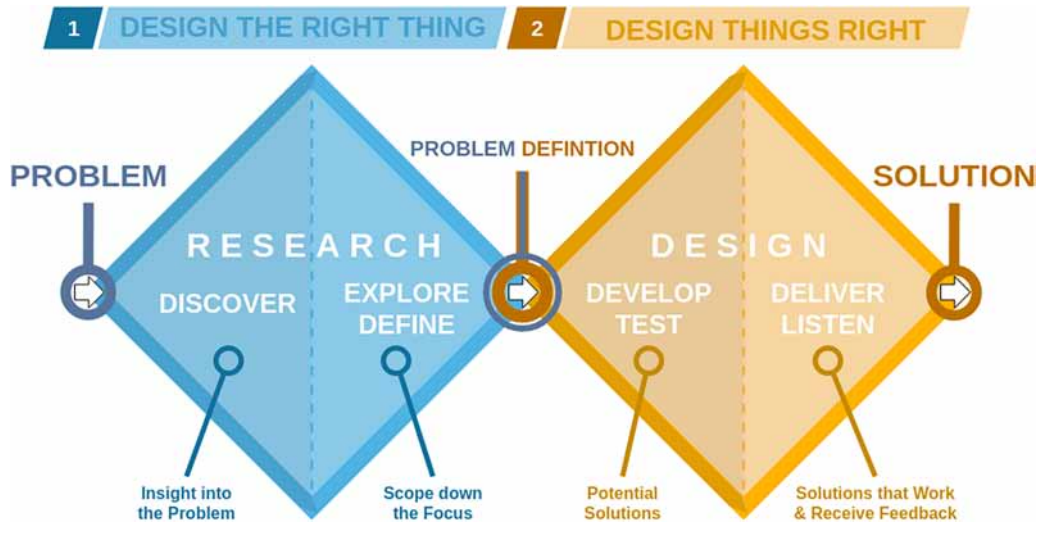 1 DESIGN THE RIGHT THING 2 DESIGN THINGS RIGHT
PROBLEM DEFINTION
PROBLEM
SOLUTION
RESEARCH
DISCOVER
EXPLORE
DEFINE
DESIGN
DEVELOP
TEST
DELIVER
LISTEN
Insight into
the Problem
Scope down
the Focus
Potential
Solutions
Solutions that Work
& Receive Feedback